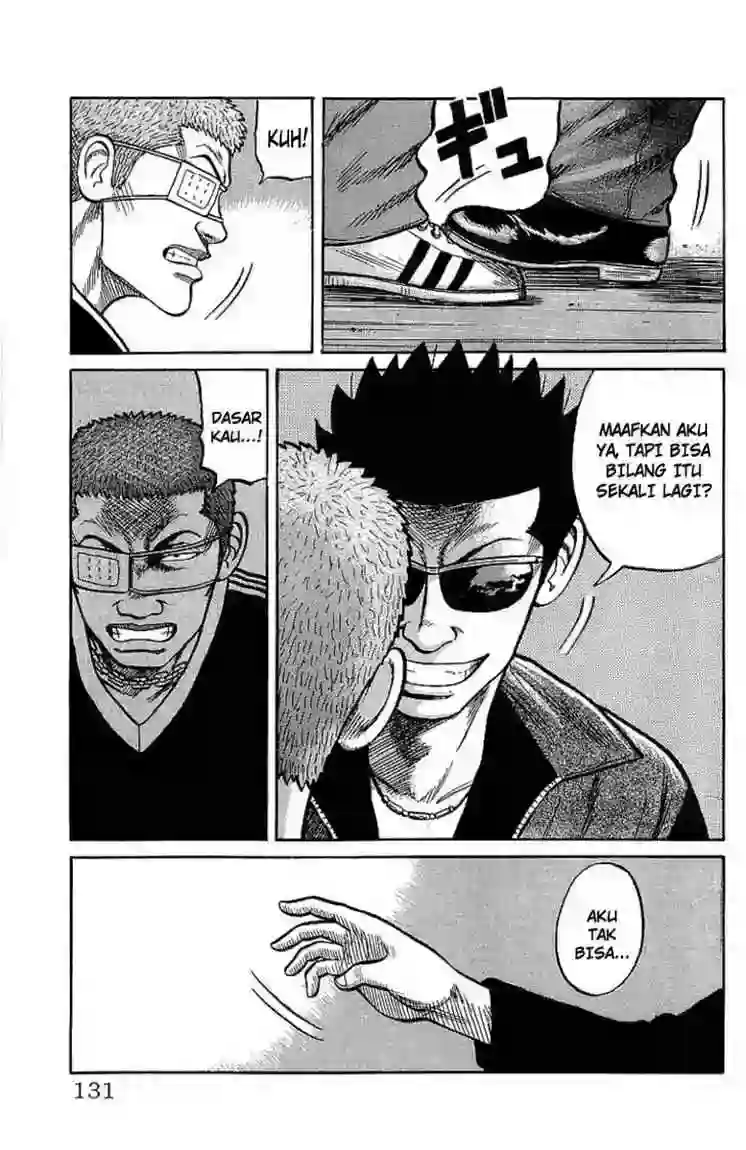 ギュ
KUH!
MAAFKAN AKU
YA, TAPI BISA
BILANG ITU
SEKALI LAGI?
DASAR
KAU...!
AKU
TAK
BISA...
131